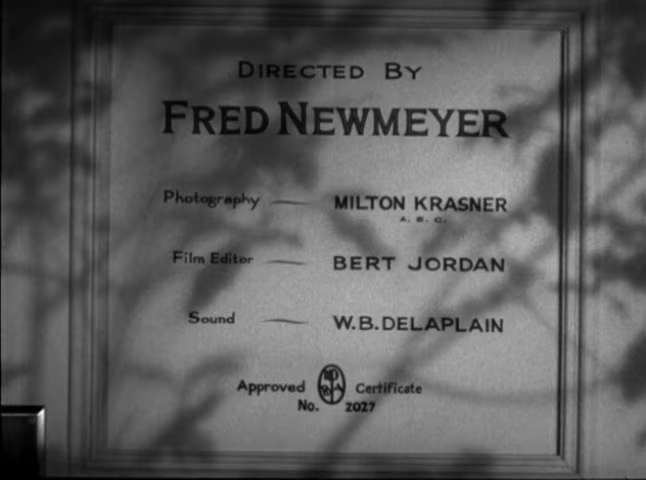 DIRECTED BY
FRED NEWMEYER
Photography — MILTON KRASNER
A. S. C.
Film Editor — BERT JORDAN
Sound — W.B. DELAPLAIN
Approved Certificate
No. 2027